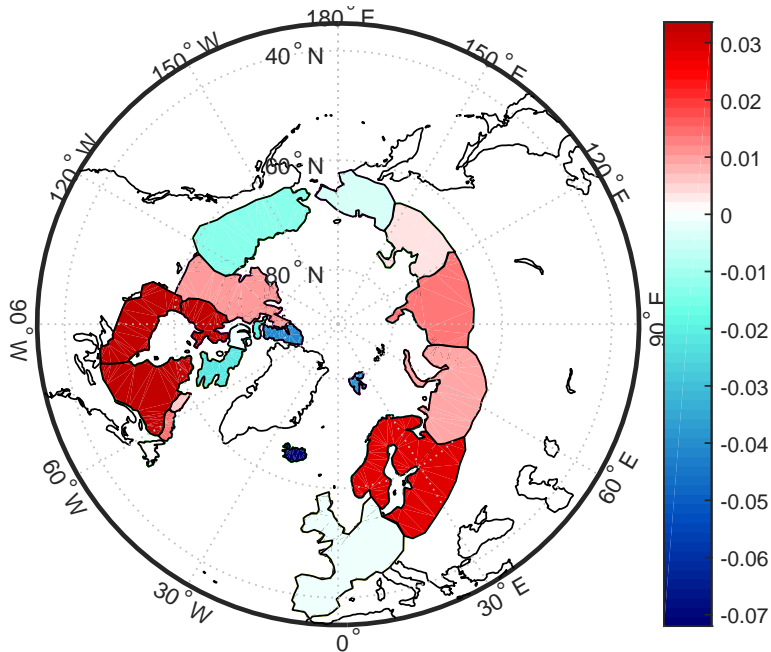 180° E
150° W
40° N
150° E
0.03
0.02
120° W
60° N
120° E
0.01
0
80° N
-0.01
90° W
90° E
-0.02
-0.03
-0.04
60° W
60° E
-0.05
-0.06
30° W
30° E
-0.07
0°